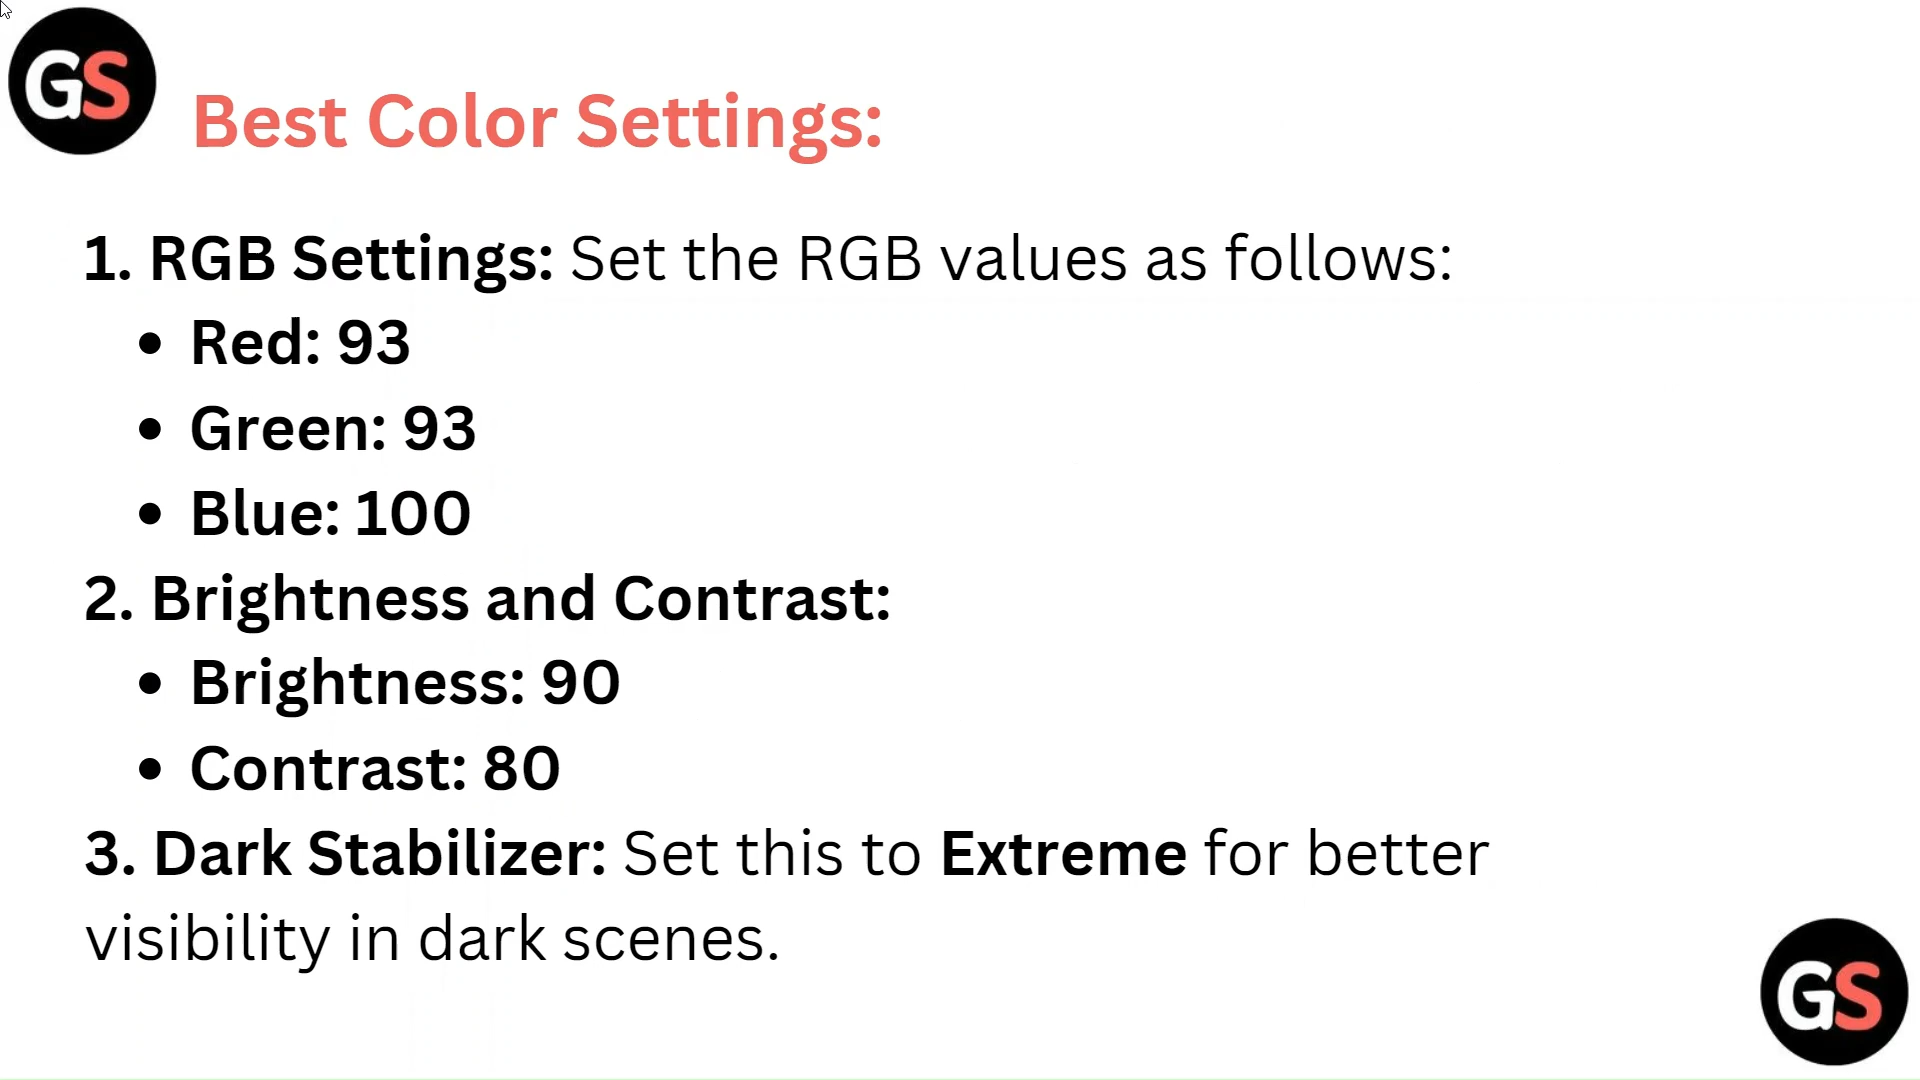 GS
Best Color Settings:
1. RGB Settings: Set the RGB values as follows:
• Red: 93
• Green: 93
• Blue: 100
2. Brightness and Contrast:
• Brightness: 90
• Contrast: 80
3. Dark Stabilizer: Set this to Extreme for better
visibility in dark scenes.
GS